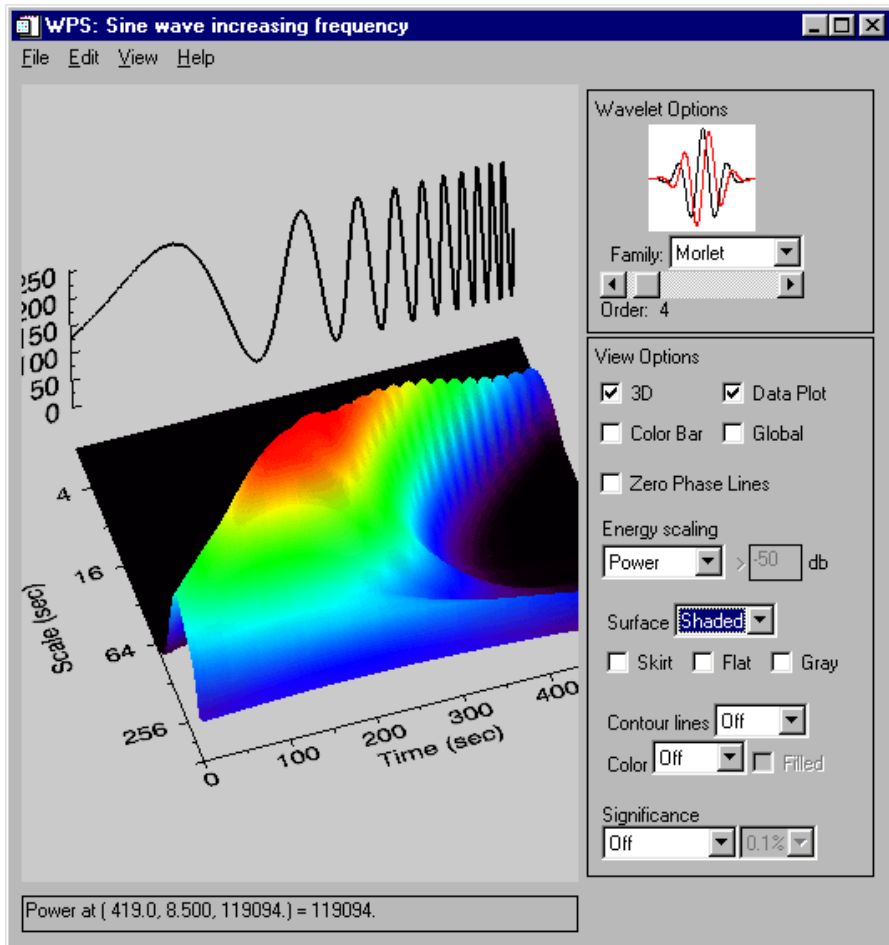 WPS: Sine wave increasing frequency
File Edit View Help
250
200
150
100
50
0
4
16
64
256
Scale (sec)
0 100 200 300 400
Time (sec)
Wavelet Options
Family: Morlet
Order: 4
View Options
3D Data Plot
Color Bar Global
Zero Phase Lines
Energy scaling
Power > -50 db
Surface Shaded
Skirt Flat Gray
Contour lines Off
Color Off Filled
Significance
Off 0.1%
Power at ( 419.0, 8.500, 119094.) = 119094.